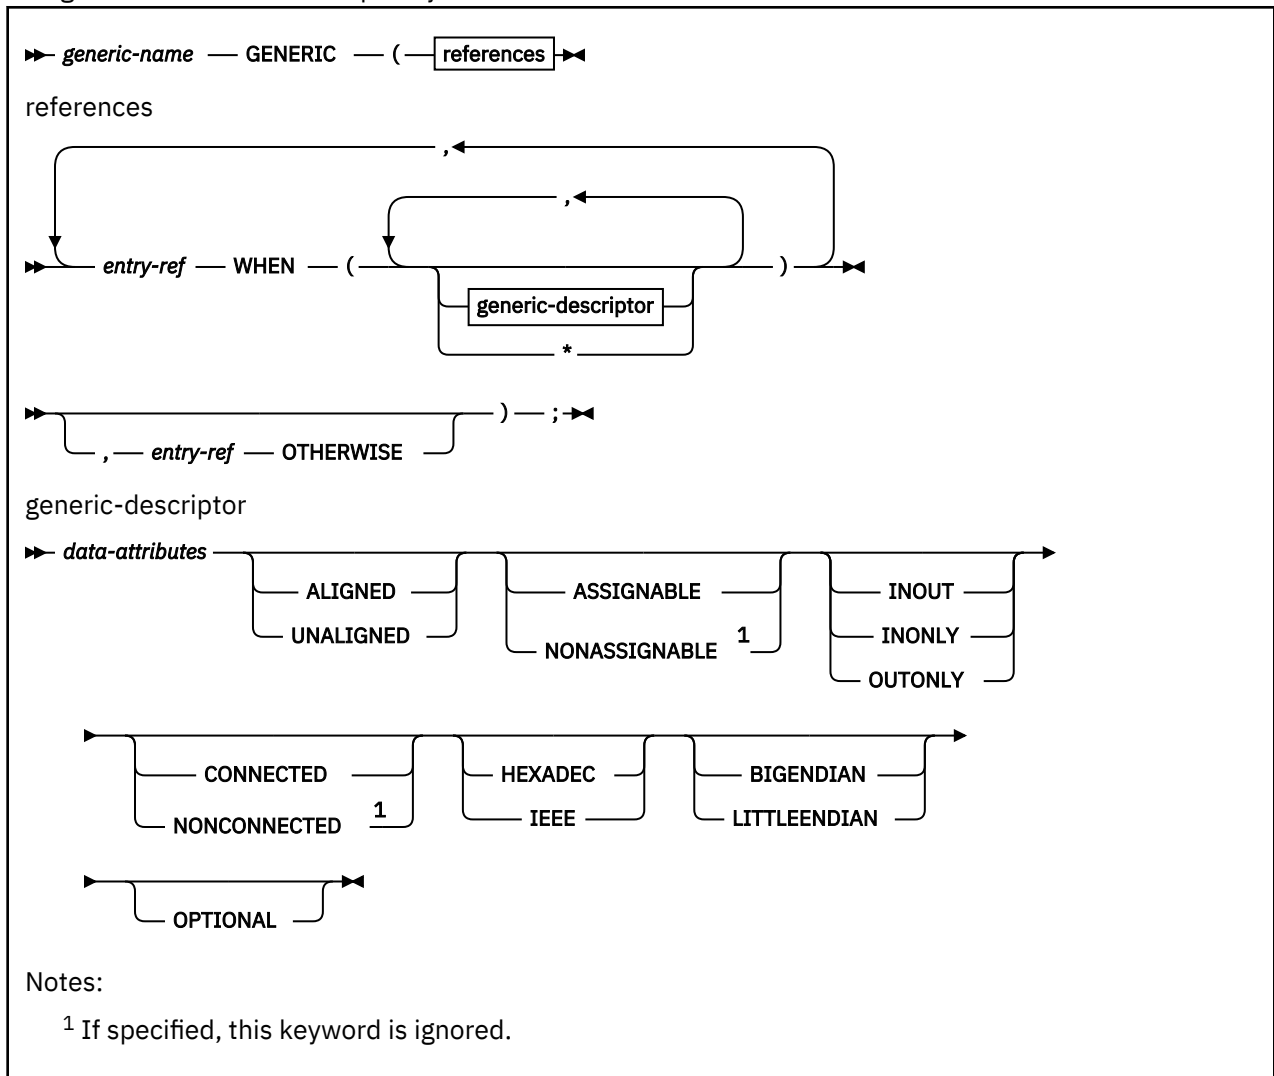 generic-name GENERIC ( references
references
,
,
entry-ref WHEN ( )
generic-descriptor
*
) ;
, entry-ref OTHERWISE
generic-descriptor
data-attributes
ALIGNED ASSIGNABLE INOUT
UNALIGNED NONASSIGNABLE 1 INONLY
OUTONLY
CONNECTED HEXADEC BIGENDIAN
NONCONNECTED 1 IEEE LITTLEENDIAN
OPTIONAL
Notes:
1 If specified, this keyword is ignored.